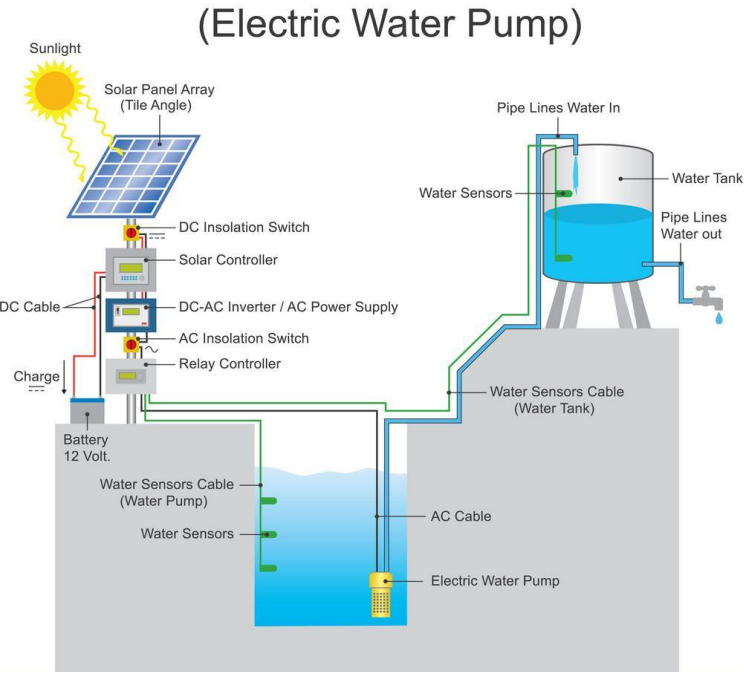 (Electric Water Pump)
Sunlight
Solar Panel Array
(Tile Angle)
Pipe Lines Water In
Water Sensors
Water Tank
Pipe Lines
Water out
DC Insolation Switch
Solar Controller
DC Cable
DC-AC Inverter / AC Power Supply
AC Insolation Switch
Relay Controller
Charge
Water Sensors Cable
(Water Tank)
Battery
12 Volt.
Water Sensors Cable
(Water Pump)
AC Cable
Water Sensors
Electric Water Pump